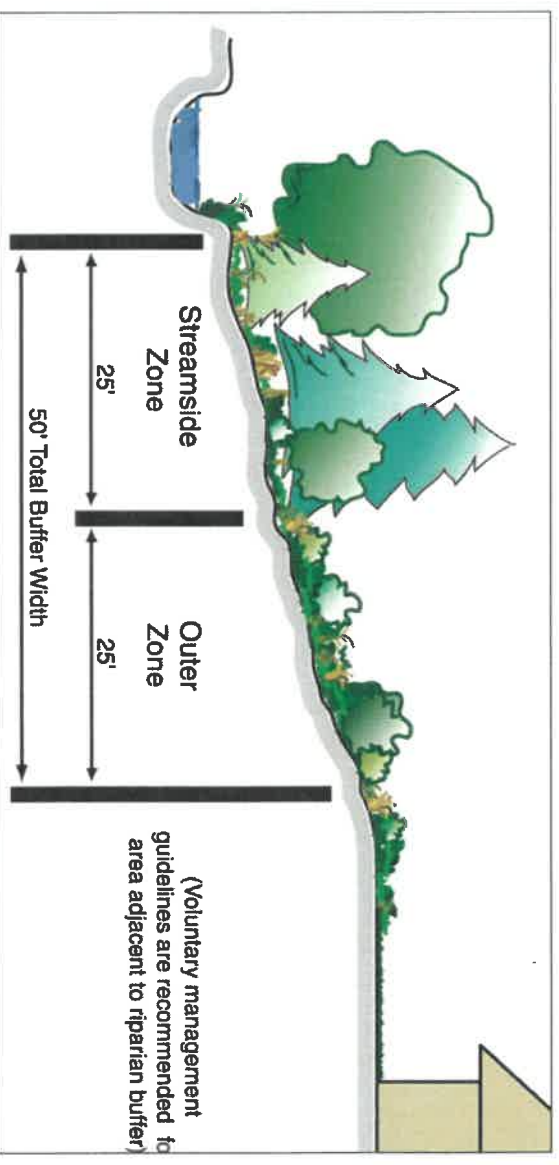 Streamside
Zone
25'
50' Total Buffer Width
Outer
Zone
25'
(Voluntary management
guidelines are recommended fo
area adjacent to riparian buffer)